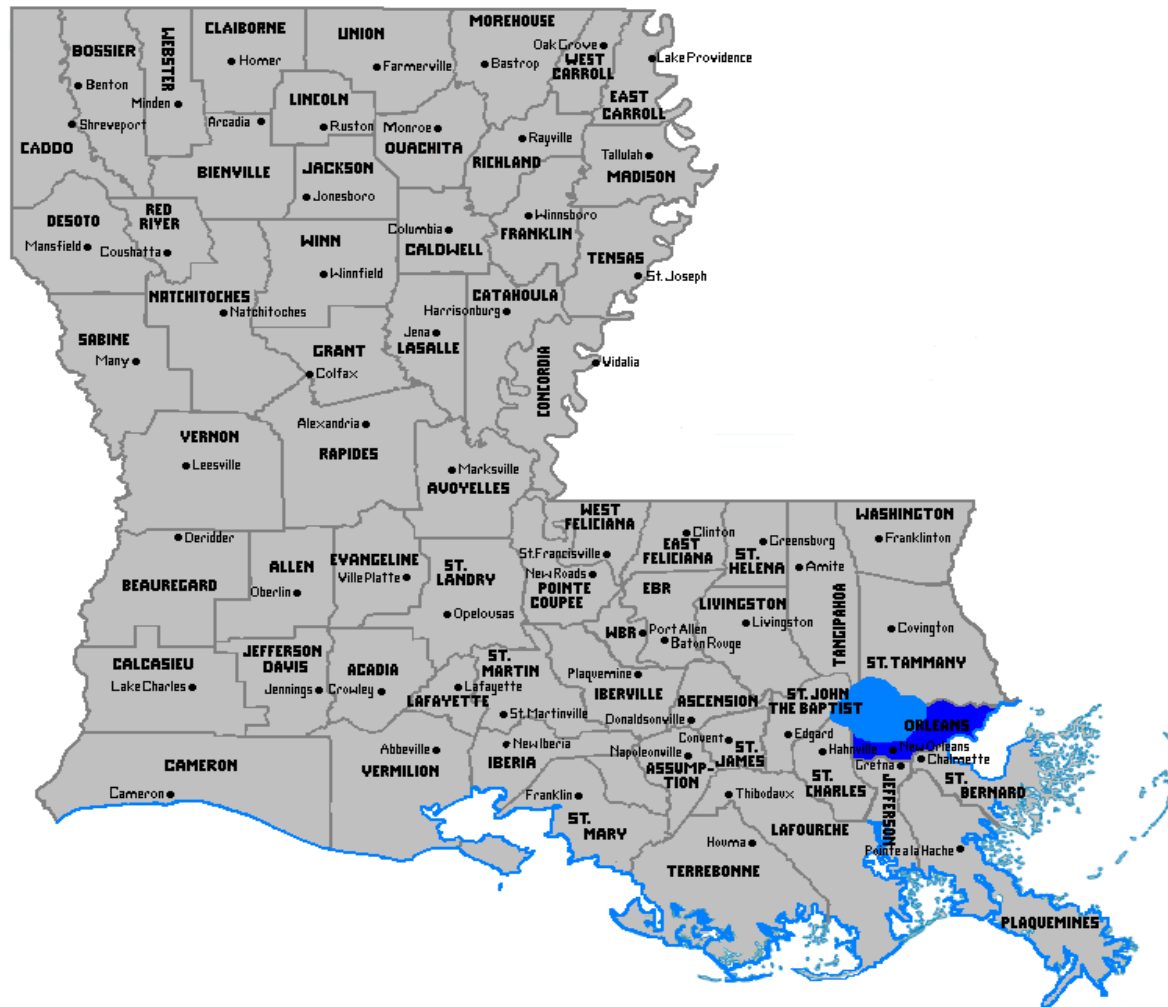 MOREHOUSE
CLAIBORNE
UNION
WEBSTER
BOSSIER
Oak Grove
WEST
CARROLL
Lake Providence
Homer
Farmerville
Bastrop
Benton
Minden
LINCOLN
EAST
CARROLL
Shreveport
Arcadia
Ruston
Monroe
OUACHITA
Rayville
RICHLAND
CADDO
BIENVILLE
JACKSON
Tallulah
MADISON
Jonesboro
RED
RIVER
DESOTO
Winnsboro
FRANKLIN
Columbia
CALDWELL
WINN
Mansfield
Coushatta
TENSAS
Winnfield
St. Joseph
NATCHITOCHES
CATAHOULA
Natchitoches
Harrisonburg
SABINE
Many
Jena
LASALLE
GRANT
Colfax
CONCORDIA
Vidalia
Alexandria
VERNON
RAPIDES
Leesville
Marksville
AVOYELLES
WEST
FELICIANA
WASHINGTON
Deridder
Clinton
EAST
FELICIANA
Greensburg
ST.
HELENA
Franklinton
St. Francisville
EVANGELINE
Ville Platte
ALLEN
ST.
LANDRY
New Roads
POINTE
COUPEE
Amite
BEAUREGARD
Oberlin
EBR
LIVINGSTON
TANGIPAHOA
Opelousas
WBR
Port Allen
Baton Rouge
Livingston
Covington
JEFFERSON
DAVIS
CALCASIEU
ACADIA
ST.
MARTIN
ST. TAMMANY
Lake Charles
Jennings
Crowley
Lafayette
LAFAYETTE
Plaquemine
IBERVILLE
ASCENSION
ST. JOHN
THE BAPTIST
St. Martinville
Donaldsonville
ORLEANS
Edgard
Convent
ST.
JAMES
Hahnville
New Orleans
Chalmette
Gretna
Abbeville
VERMILION
New Iberia
IBERIA
Napoleonville
ASSUMP-
TION
CAMERON
ST.
CHARLES
JEFFERSON
ST.
BERNARD
Cameron
Franklin
ST.
MARY
Thibodaux
LAFOURCHE
Houma
TERREBONNE
Pointe a la Hache
PLAQUEMINES